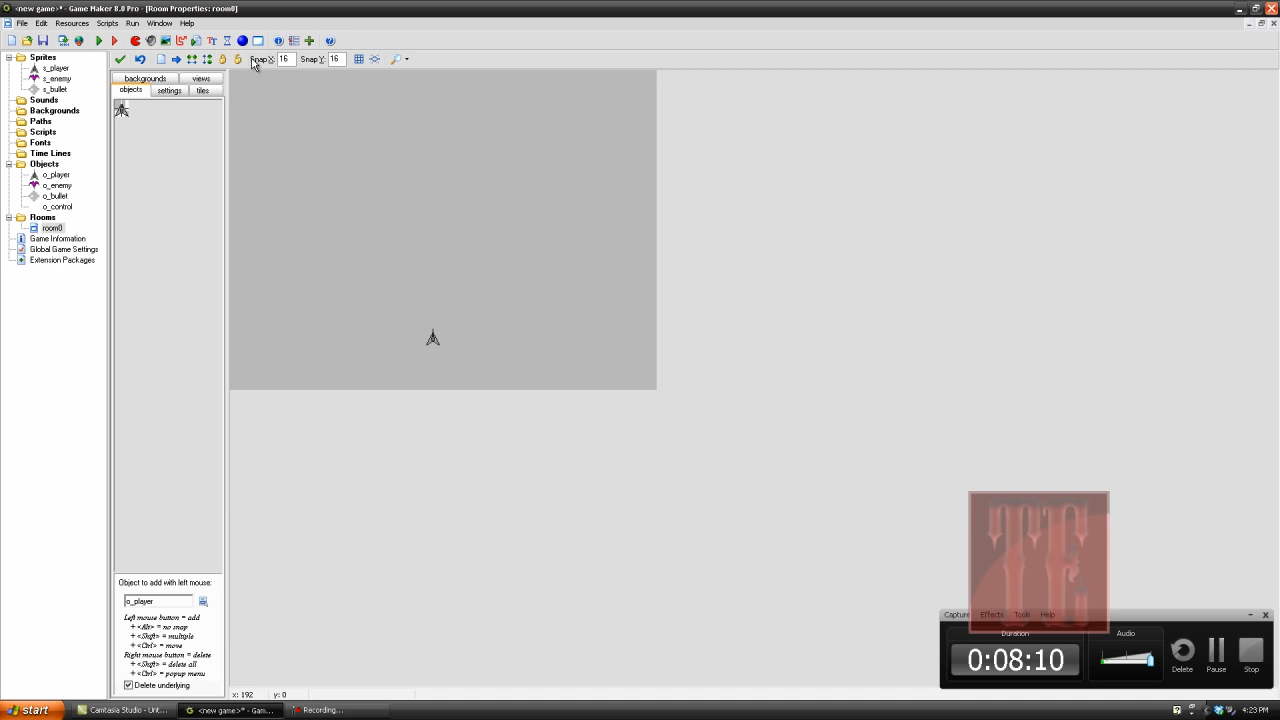 <new game>* - Game Maker 8.0 Pro - [Room Properties: room0]
File Edit Resources Scripts Run Window Help
Snap X: 16 Snap Y: 16
Sprites
s_player
s_enemy
s_bullet
Sounds
Backgrounds
Paths
Scripts
Fonts
Time Lines
Objects
o_player
o_enemy
o_bullet
o_control
Rooms
room0
Game Information
Global Game Settings
Extension Packages
backgrounds views
objects settings tiles
Object to add with left mouse:
o_player
Left mouse button = add
+ <Alt> = no snap
+ <Shift> = multiple
+ <Ctrl> = move
Right mouse button = delete
+ <Shift> = delete all
+ <Ctrl> = popup menu
Delete underlying
x: 192 y: 0
Capture Effects Tools Help
Duration
0:08:10
Audio
Delete Pause Stop
start
Camtasia Studio - Unt...
<new game>* - Gam...
Recording...
4:23 PM